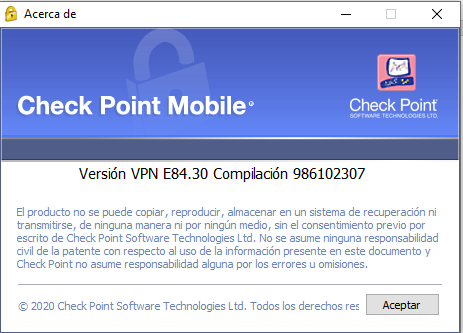 Acerca de
Check Point Mobile®
Check Point
SOFTWARE TECHNOLOGIES LTD.
Versión VPN E84.30 Compilación 986102307
El producto no se puede copiar, reproducir, almacenar en un sistema de recuperación ni
transmitirse, de ninguna manera ni por ningún medio, sin el consentimiento previo por
escrito de Check Point Software Technologies Ltd. No se asume ninguna responsabilidad
civil de la patente con respecto al uso de la información presente en este documento y
Check Point no asume responsabilidad alguna por los errores u omisiones.
© 2020 Check Point Software Technologies Ltd. Todos los derechos res
Aceptar